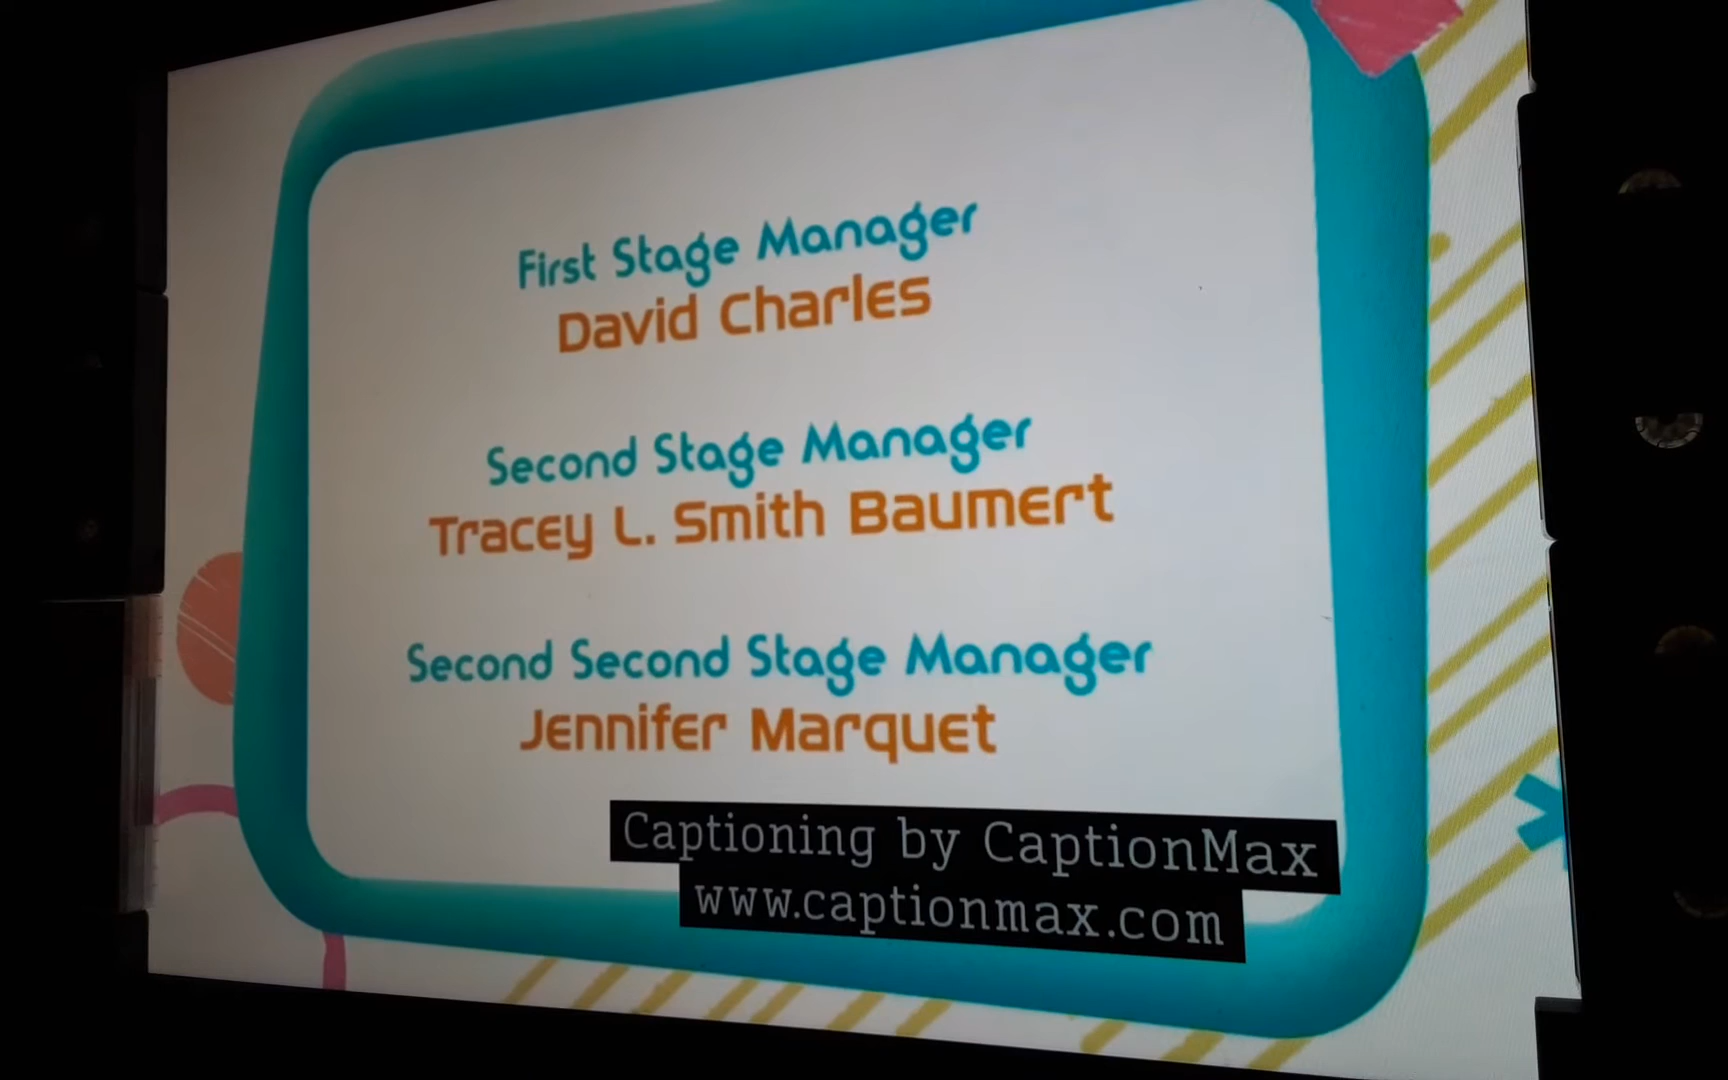 First Stage Manager
David Charles
Second Stage Manager
Tracey L. Smith Baumert
Second Second Stage Manager
Jennifer Marquet
Captioning by CaptionMax
www.captionmax.com